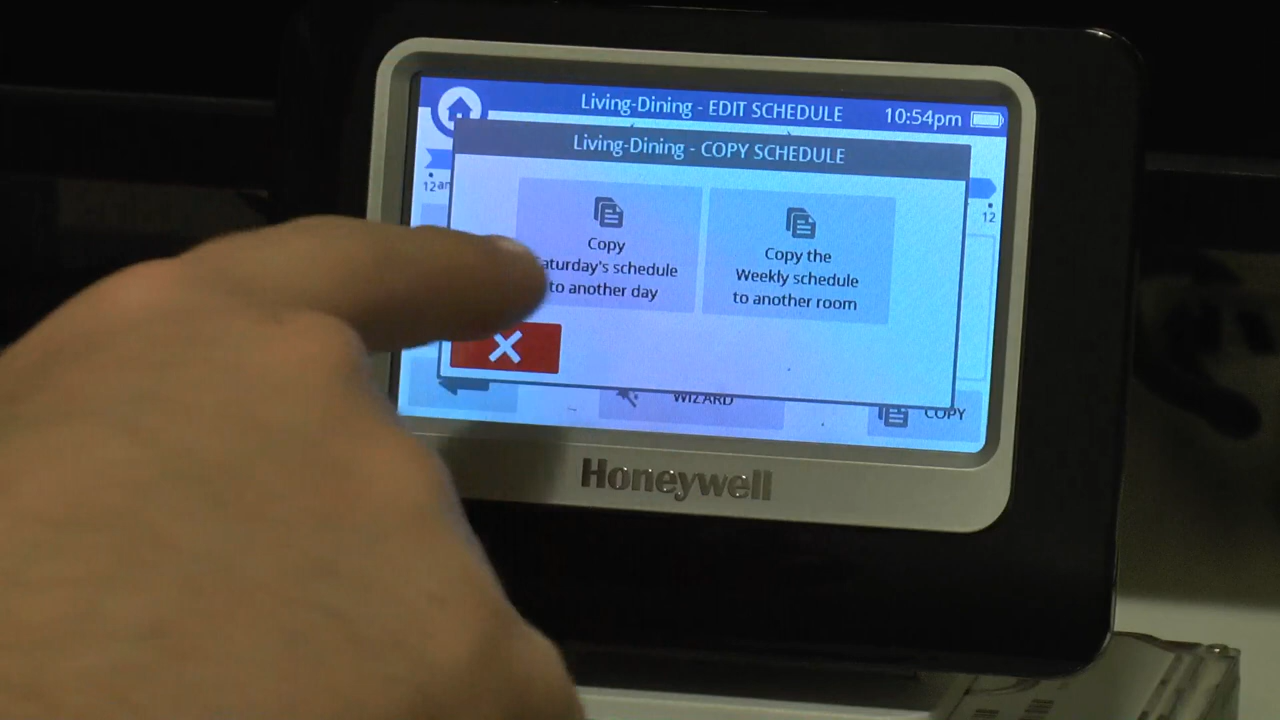 Living-Dining - EDIT SCHEDULE
10:54pm
Living-Dining - COPY SCHEDULE
12am
12
Copy
aturday's schedule
to another day
Copy the
Weekly schedule
to another room
WIZARD
COPY
Honeywell